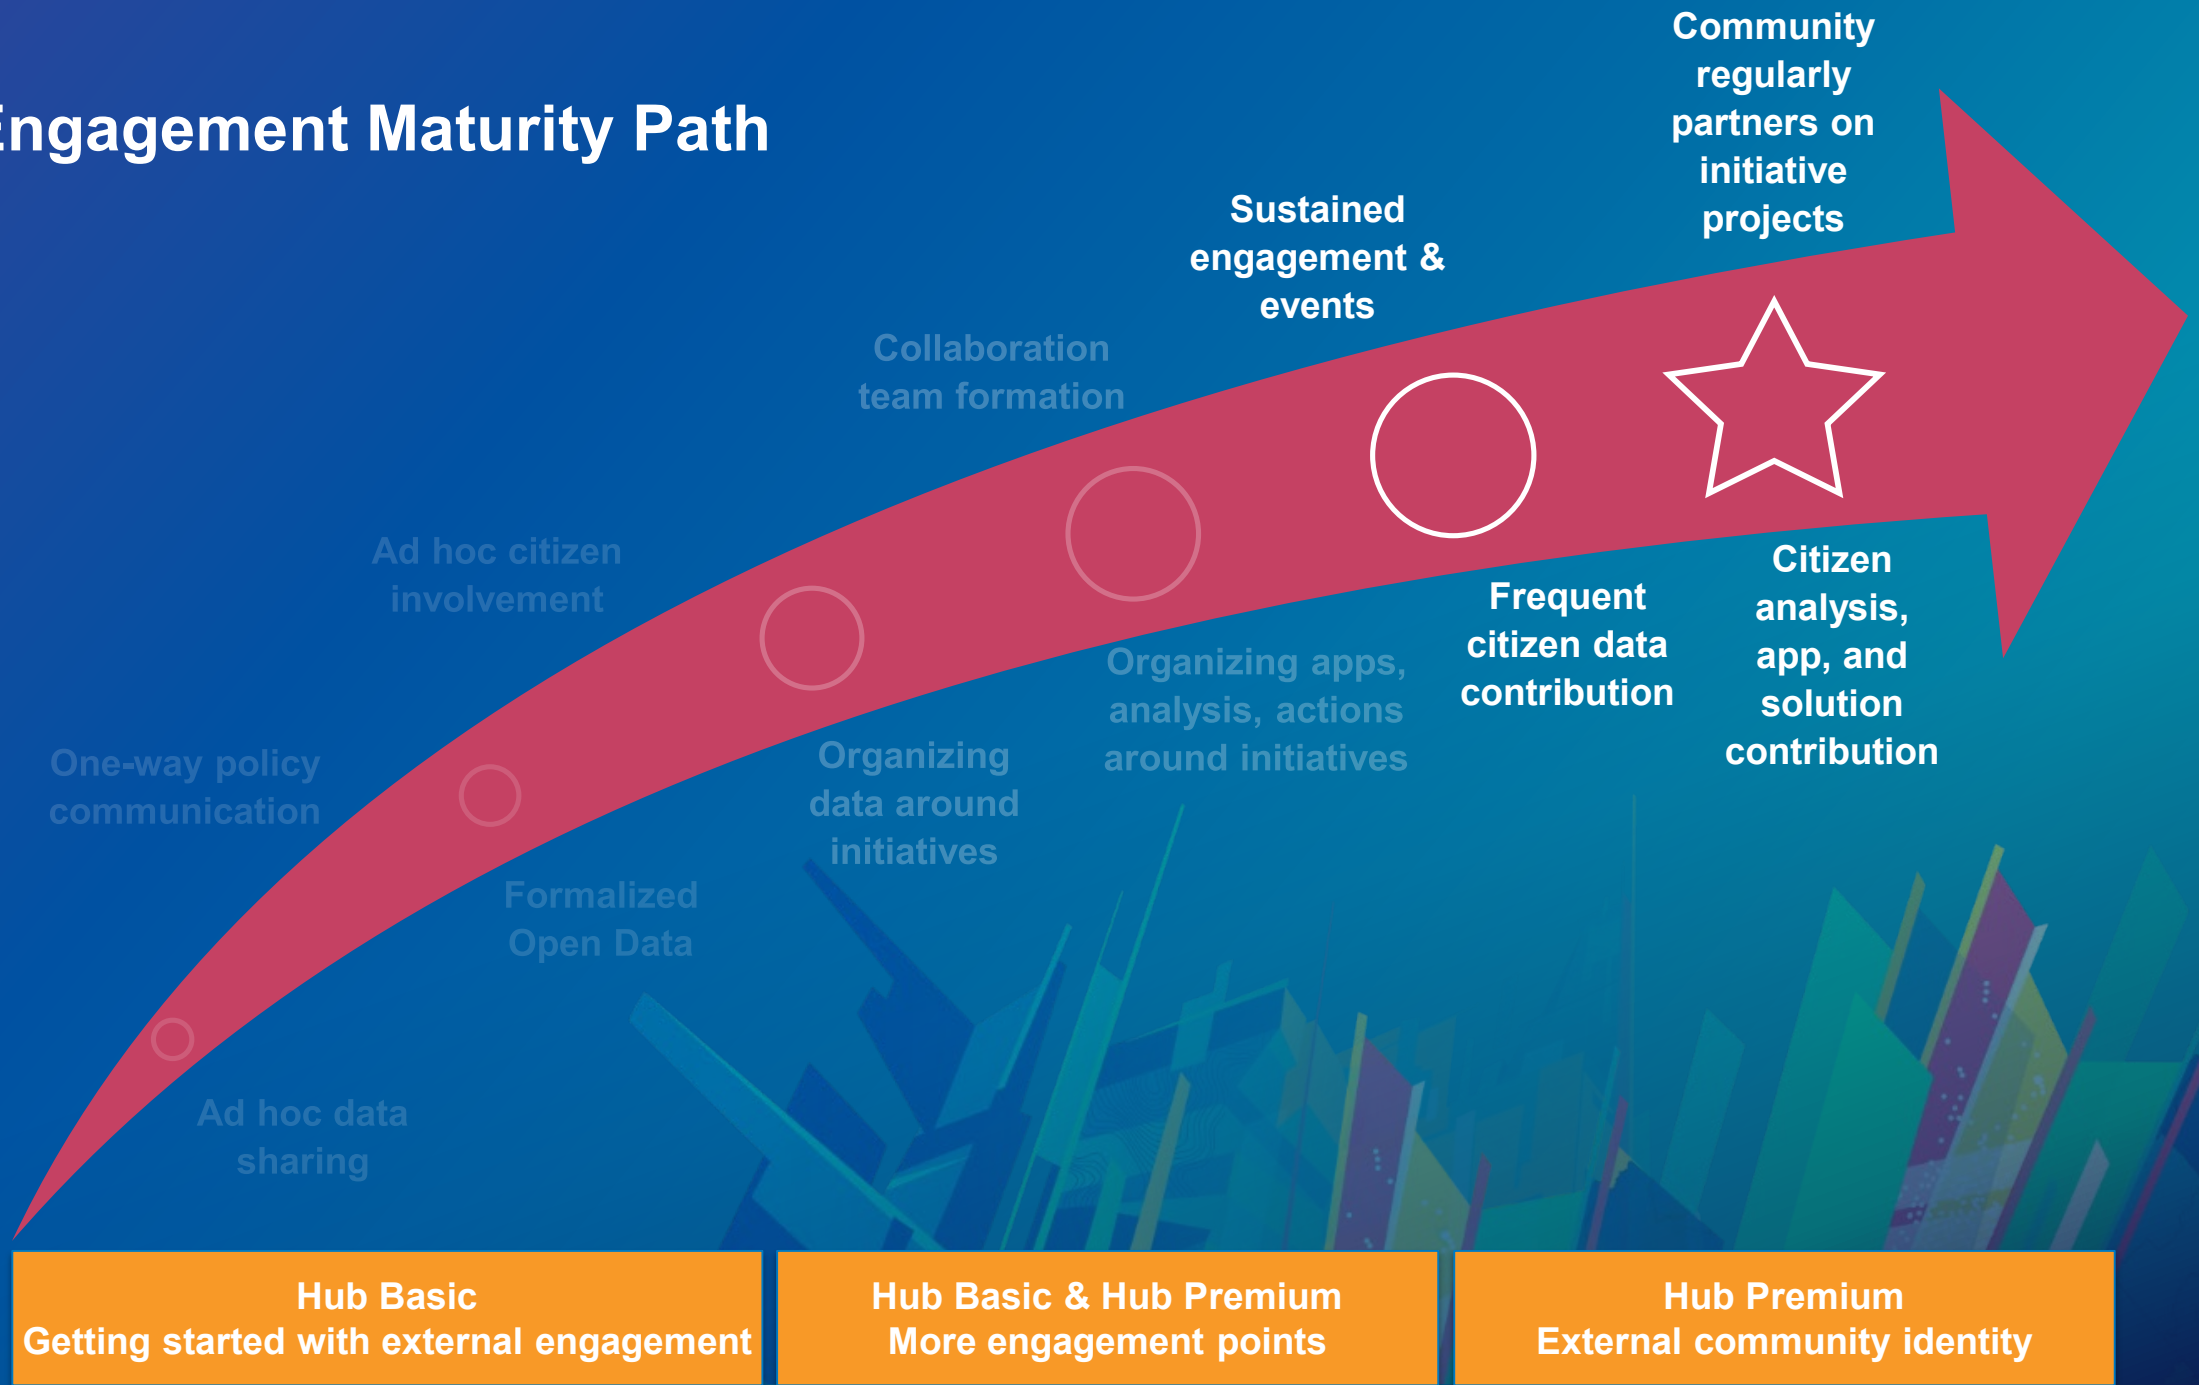 Engagement Maturity Path
Community
regularly
partners on
initiative
projects
Sustained
engagement &
events
Collaboration
team formation
Ad hoc citizen
involvement
One-way policy
communication
Citizen
analysis,
app, and
solution
contribution
Frequent
citizen data
contribution
Organizing apps,
analysis, actions
around initiatives
Organizing
data around
initiatives
Formalized
Open Data
Ad hoc data
sharing
Hub Basic
Getting started with external engagement
Hub Basic & Hub Premium
More engagement points
Hub Premium
External community identity